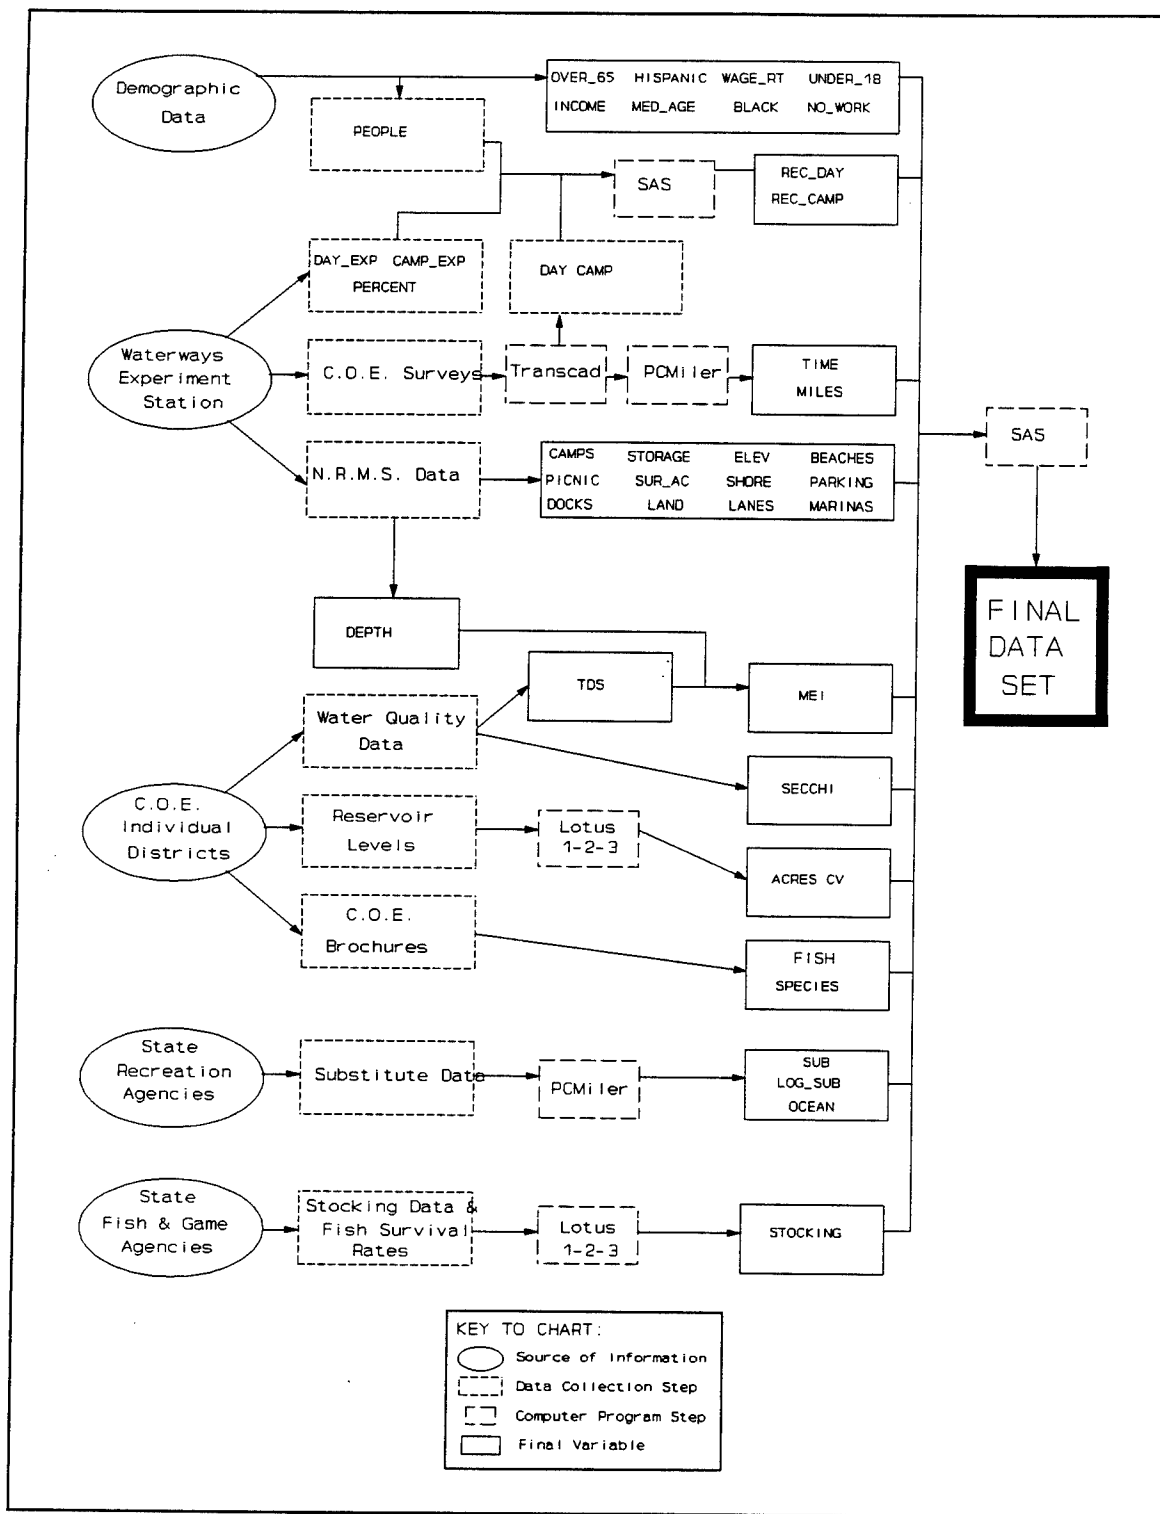 Demographic
Data
OVER_65 HISPANIC WAGE_RT UNDER_18
INCOME MED_AGE BLACK NO_WORK
PEOPLE
SAS
REC_DAY
REC_CAMP
DAY_EXP CAMP_EXP
PERCENT
DAY CAMP
Waterways
Experiment
Station
C.O.E. Surveys
Transcad
PCMiler
TIME
MILES
N.R.M.S. Data
CAMPS STORAGE ELEV BEACHES
PICNIC SUR_AC SHORE PARKING
DOCKS LAND LANES MARINAS
SAS
FINAL
DATA
SET
DEPTH
TDS
MEI
Water Quality
Data
SECCHI
C.O.E.
Individual
Districts
Reservoir
Levels
Lotus
1-2-3
ACRES CV
C.O.E.
Brochures
FISH
SPECIES
State
Recreation
Agencies
Substitute Data
PCMiler
SUB
LOG_SUB
OCEAN
State
Fish & Game
Agencies
Stocking Data &
Fish Survival
Rates
Lotus
1-2-3
STOCKING
KEY TO CHART:
Source of Information
Data Collection Step
Computer Program Step
Final Variable